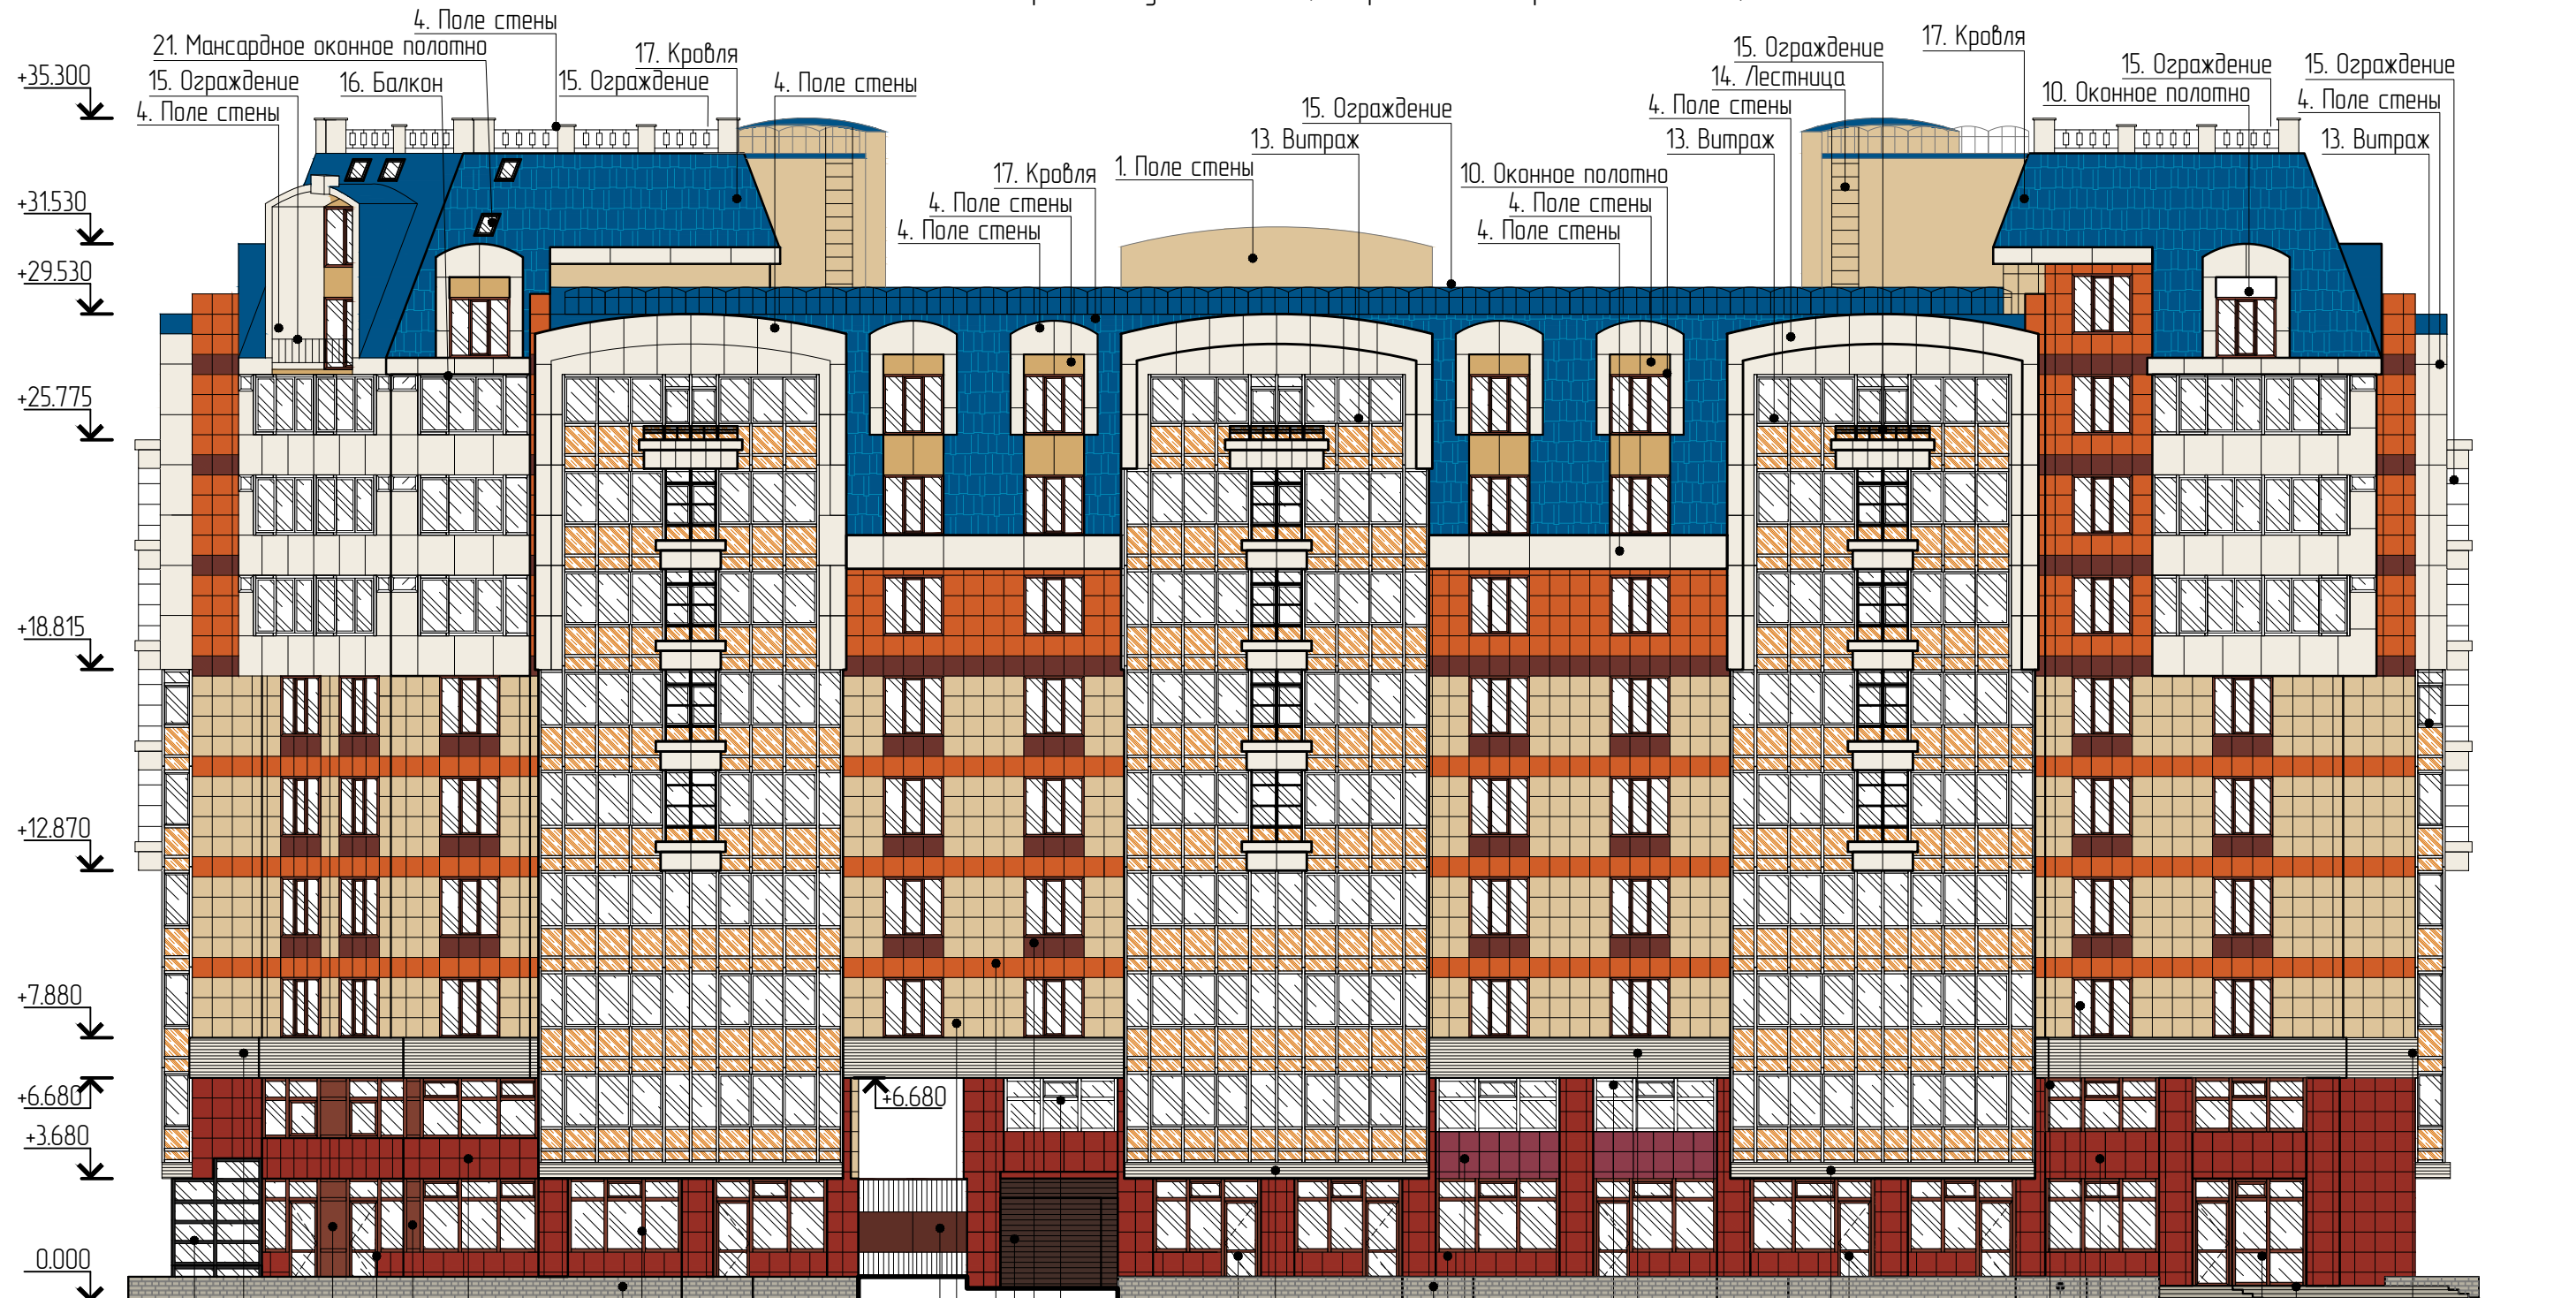 4. Поле стены
21. Мансардное оконное полотно
17. Кровля
15. Ограждение
16. Балкон
15. Ограждение
4. Поле стены
4. Поле стены
15. Ограждение
17. Кровля
14. Лестница
15. Ограждение
15. Ограждение
10. Оконное полотно
4. Поле стены
15. Ограждение
4. Поле стены
13. Витраж
13. Витраж
13. Витраж
1. Поле стены
17. Кровля
10. Оконное полотно
4. Поле стены
4. Поле стены
4. Поле стены
4. Поле стены
+35.300
+31.530
+29.530
+25.775
+18.815
+12.870
+7.880
+6.680
+6.680
+3.680
0.000